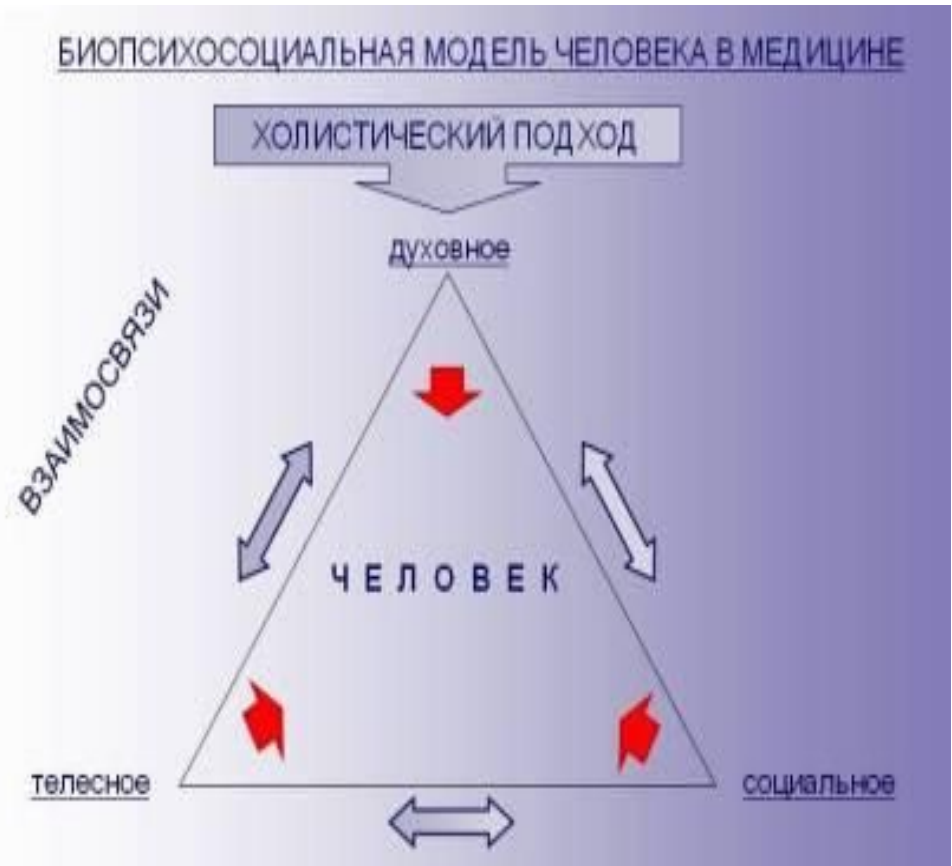 БИОПСИХОСОЦИАЛЬНАЯ МОДЕЛЬ ЧЕЛОВЕКА В МЕДИЦИНЕ
ХОЛИСТИЧЕСКИЙ ПОДХОД
духовное
ВЗАИМОСВЯЗИ
ЧЕЛОВЕК
телесное
социальное